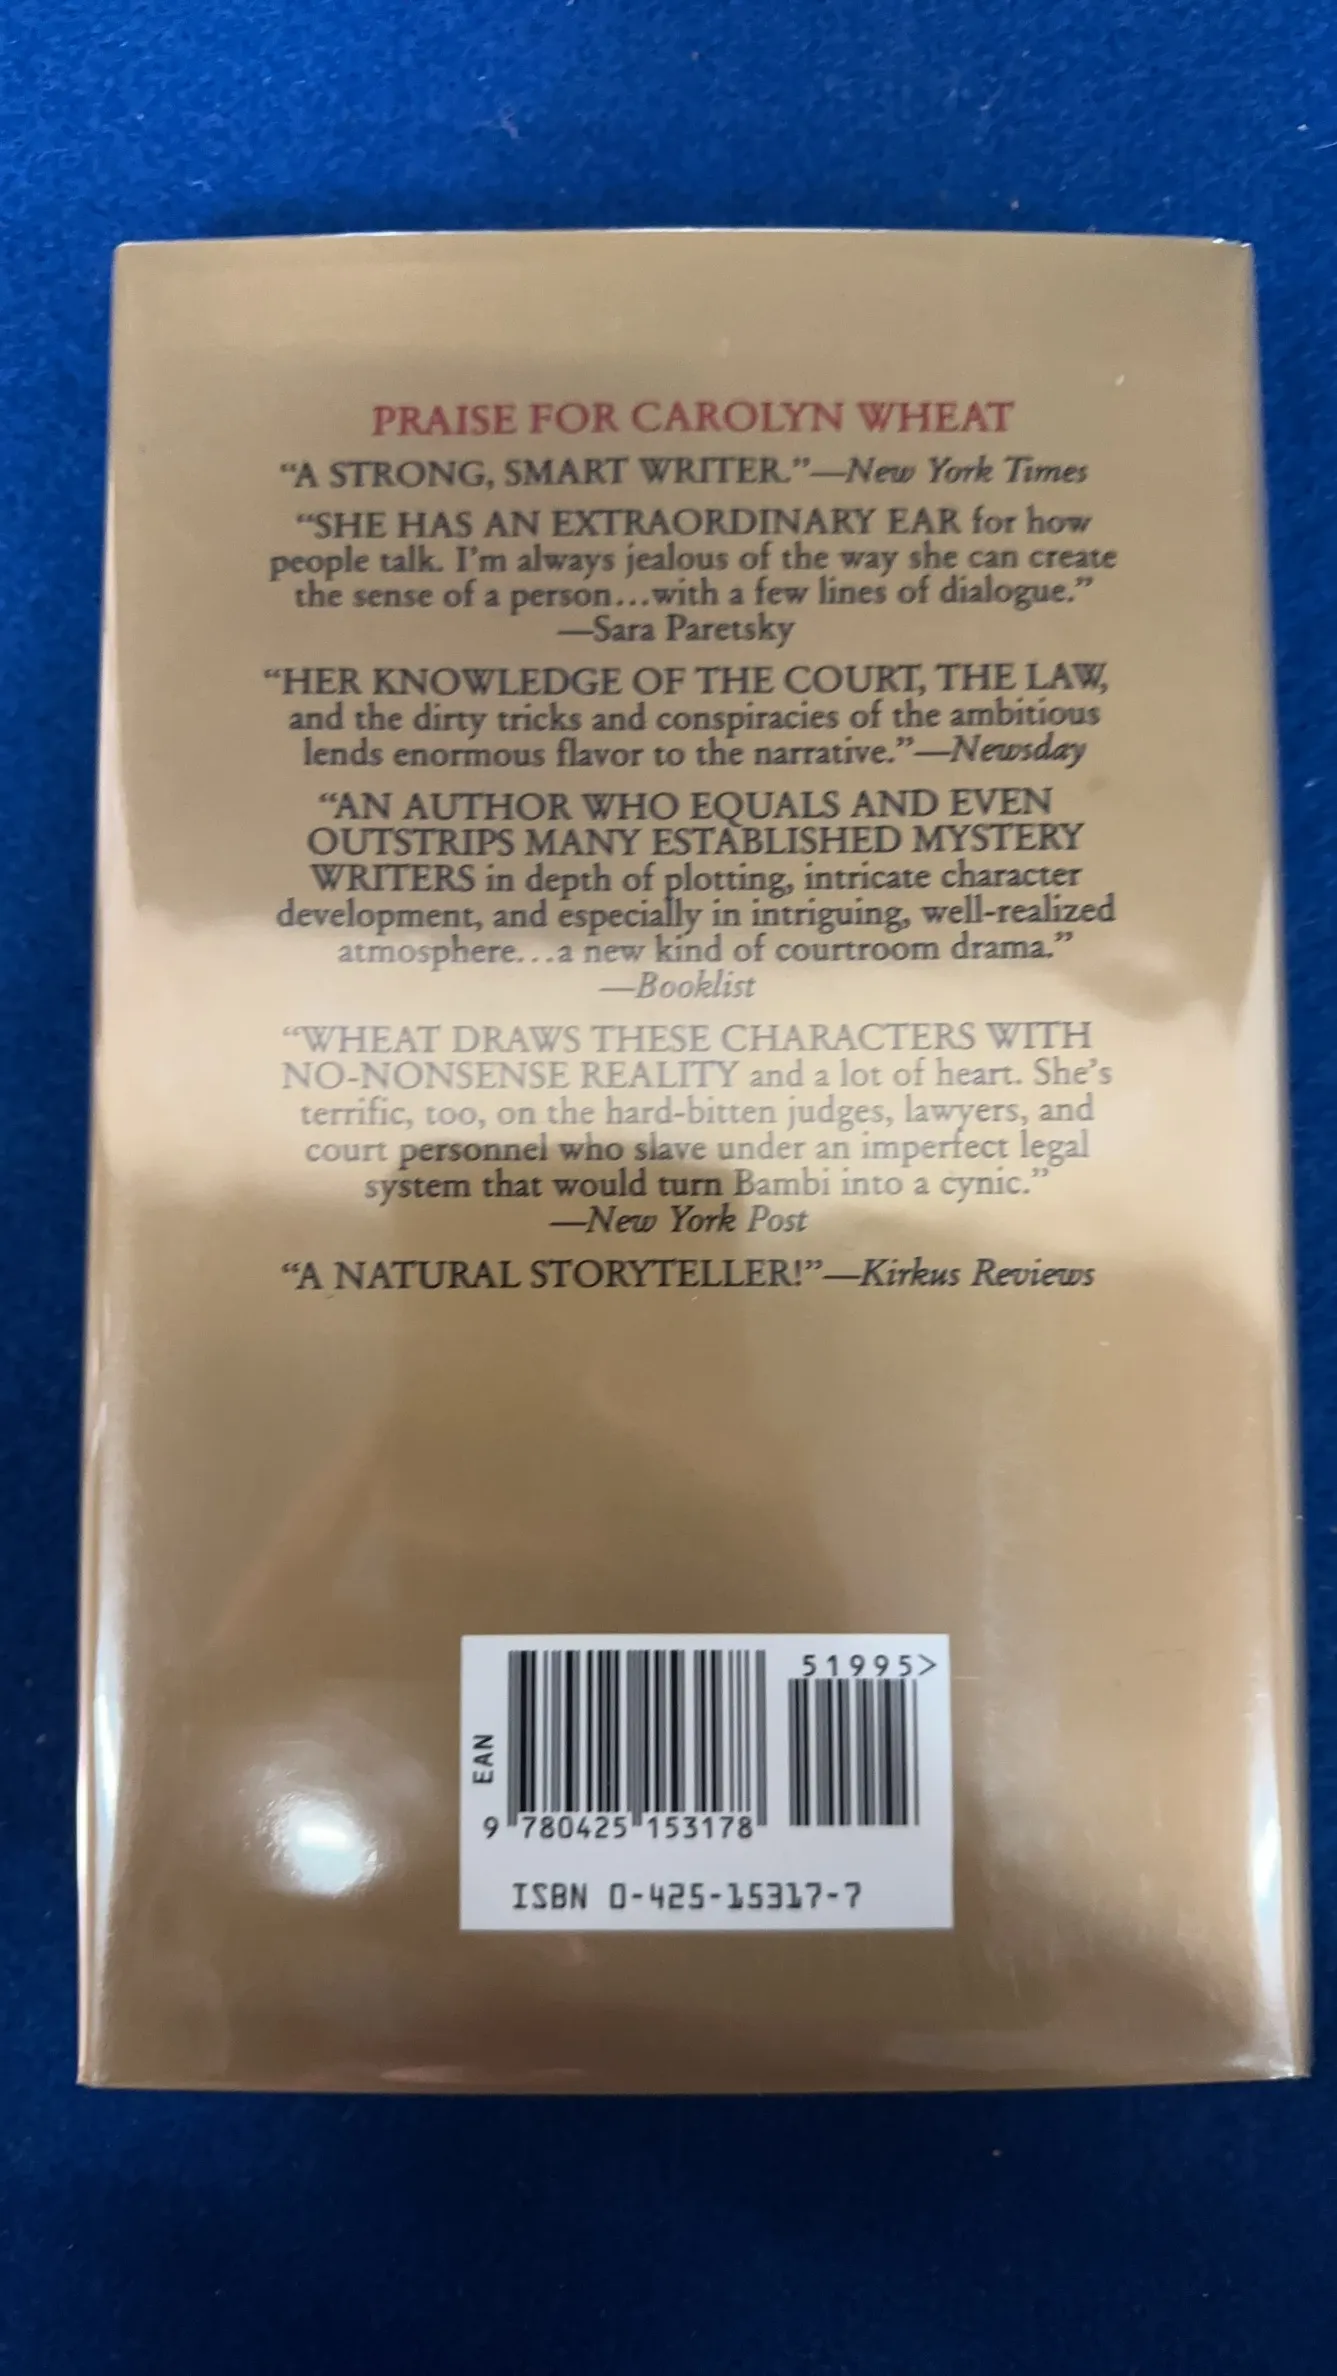 PRAISE FOR CAROLYN WHEAT
“A STRONG, SMART WRITER.”—New York Times
“SHE HAS AN EXTRAORDINARY EAR for how
people talk. I'm always jealous of the way she can create
the sense of a person...with a few lines of dialogue.”
—Sara Paretsky
“HER KNOWLEDGE OF THE COURT, THE LAW,
and the dirty tricks and conspiracies of the ambitious
lends enormous flavor to the narrative.”—Newsday
“AN AUTHOR WHO EQUALS AND EVEN
OUTSTRIPS MANY ESTABLISHED MYSTERY
WRITERS in depth of plotting, intricate character
development, and especially in intriguing, well-realized
atmosphere...a new kind of courtroom drama.”
—Booklist
“WHEAT DRAWS THESE CHARACTERS WITH
NO-NONSENSE REALITY and a lot of heart. She's
terrific, too, on the hard-bitten judges, lawyers, and
court personnel who slave under an imperfect legal
system that would turn Bambi into a cynic.”
—New York Post
“A NATURAL STORYTELLER!”—Kirkus Reviews
51995>
EAN
9 780425 153178
ISBN 0-425-15317-7